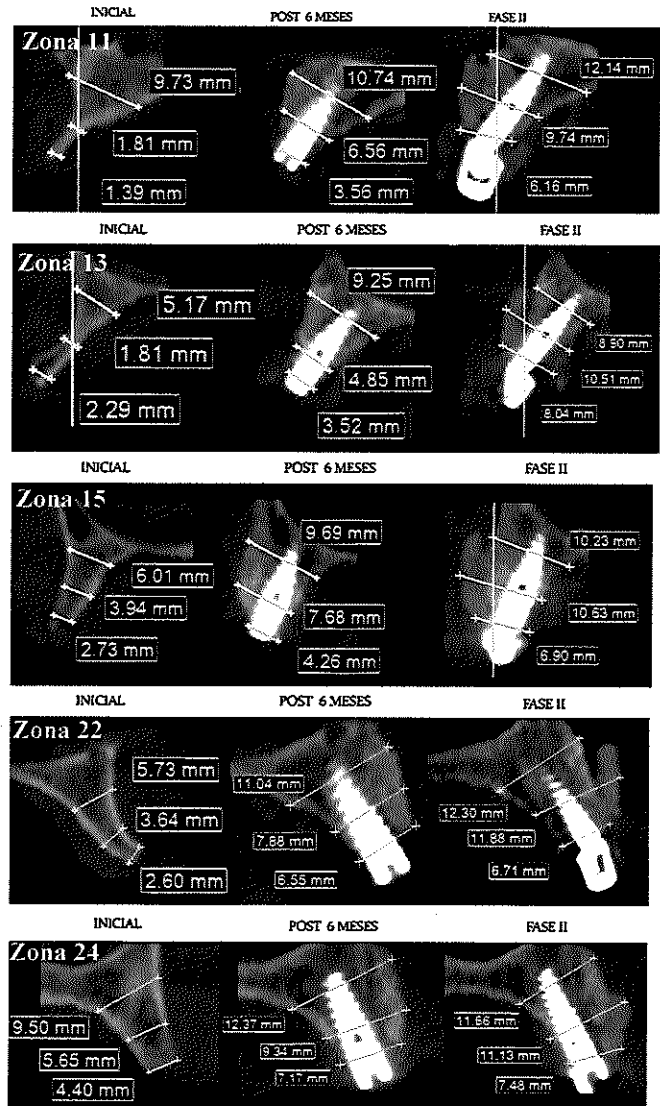 INICIAL POST 6 MESES FASE II
Zona 11
9.73 mm 10.74 mm 12.14 mm
1.81 mm 6.56 mm 9.74 mm
1.39 mm 3.56 mm 6.16 mm
INICIAL POST 6 MESES FASE II
Zona 13
5.17 mm 9.25 mm 8.90 mm
1.81 mm 4.85 mm 10.51 mm
2.29 mm 3.52 mm 8.04 mm
INICIAL POST 6 MESES FASE II
Zona 15
6.01 mm 9.69 mm 10.23 mm
3.94 mm 7.68 mm 10.63 mm
2.73 mm 4.26 mm 6.90 mm
INICIAL POST 6 MESES FASE II
Zona 22
5.73 mm 11.04 mm 12.30 mm
3.64 mm 7.88 mm 11.88 mm
2.60 mm 6.55 mm 6.71 mm
INICIAL POST 6 MESES FASE II
Zona 24
9.50 mm 12.37 mm 11.66 mm
5.65 mm 9.34 mm 11.13 mm
4.40 mm 7.17 mm 7.48 mm